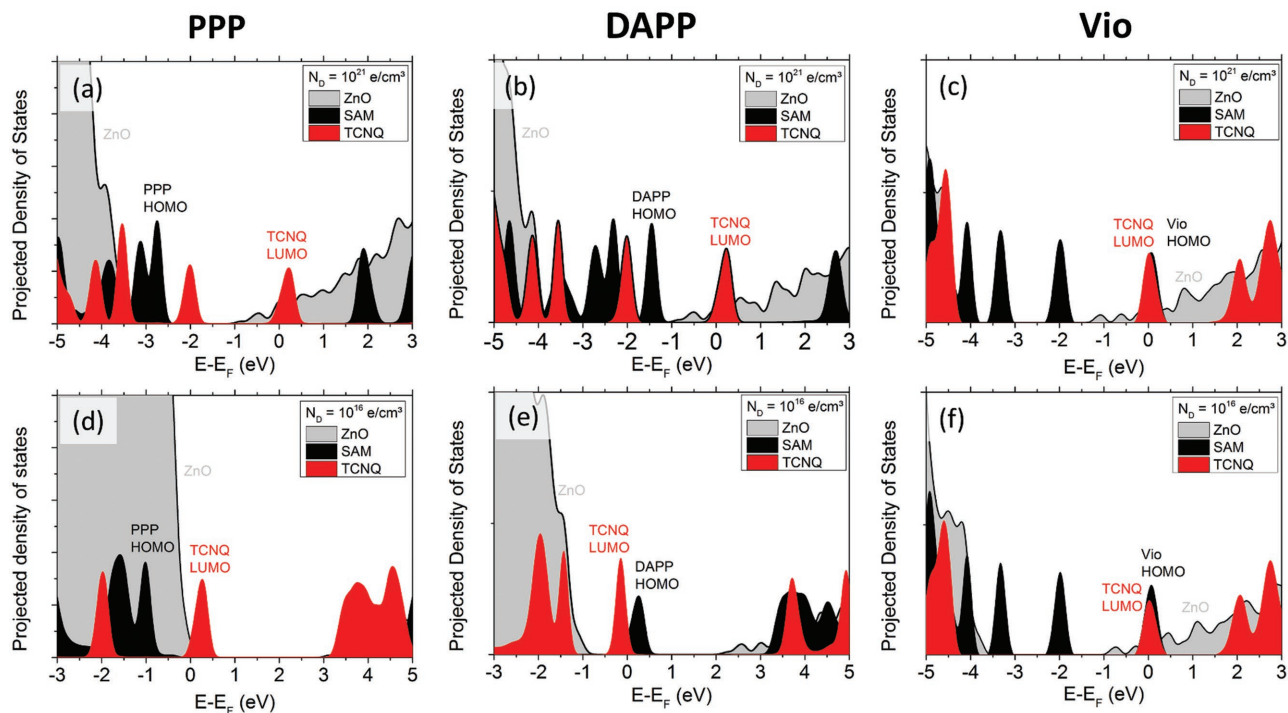 PPP
DAPP
Vio
(a)
N_D = 10²¹ e/cm³
ZnO
SAM
TCNQ
ZnO
PPP
HOMO
TCNQ
LUMO
Projected Density of States
-5 -4 -3 -2 -1 0 1 2 3
E-E_F (eV)
(b)
N_D = 10²¹ e/cm³
ZnO
SAM
TCNQ
ZnO
DAPP
HOMO
TCNQ
LUMO
Projected Density of States
-5 -4 -3 -2 -1 0 1 2 3
E-E_F (eV)
(c)
N_D = 10²¹ e/cm³
ZnO
SAM
TCNQ
TCNQ
LUMO
Vio
HOMO
ZnO
Projected Density of States
-5 -4 -3 -2 -1 0 1 2 3
E-E_F (eV)
(d)
N_D = 10¹⁶ e/cm³
ZnO
SAM
TCNQ
ZnO
PPP
HOMO
TCNQ
LUMO
Projected density of states
-3 -2 -1 0 1 2 3 4 5
E-E_F (eV)
(e)
N_D = 10¹⁶ e/cm³
ZnO
SAM
TCNQ
ZnO
TCNQ
LUMO
DAPP
HOMO
Projected Density of States
-3 -2 -1 0 1 2 3 4 5
E-E_F (eV)
(f)
N_D = 10¹⁶ e/cm³
ZnO
SAM
TCNQ
Vio
HOMO
TCNQ
LUMO
ZnO
Projected Density of States
-5 -4 -3 -2 -1 0 1 2 3
E-E_F (eV)